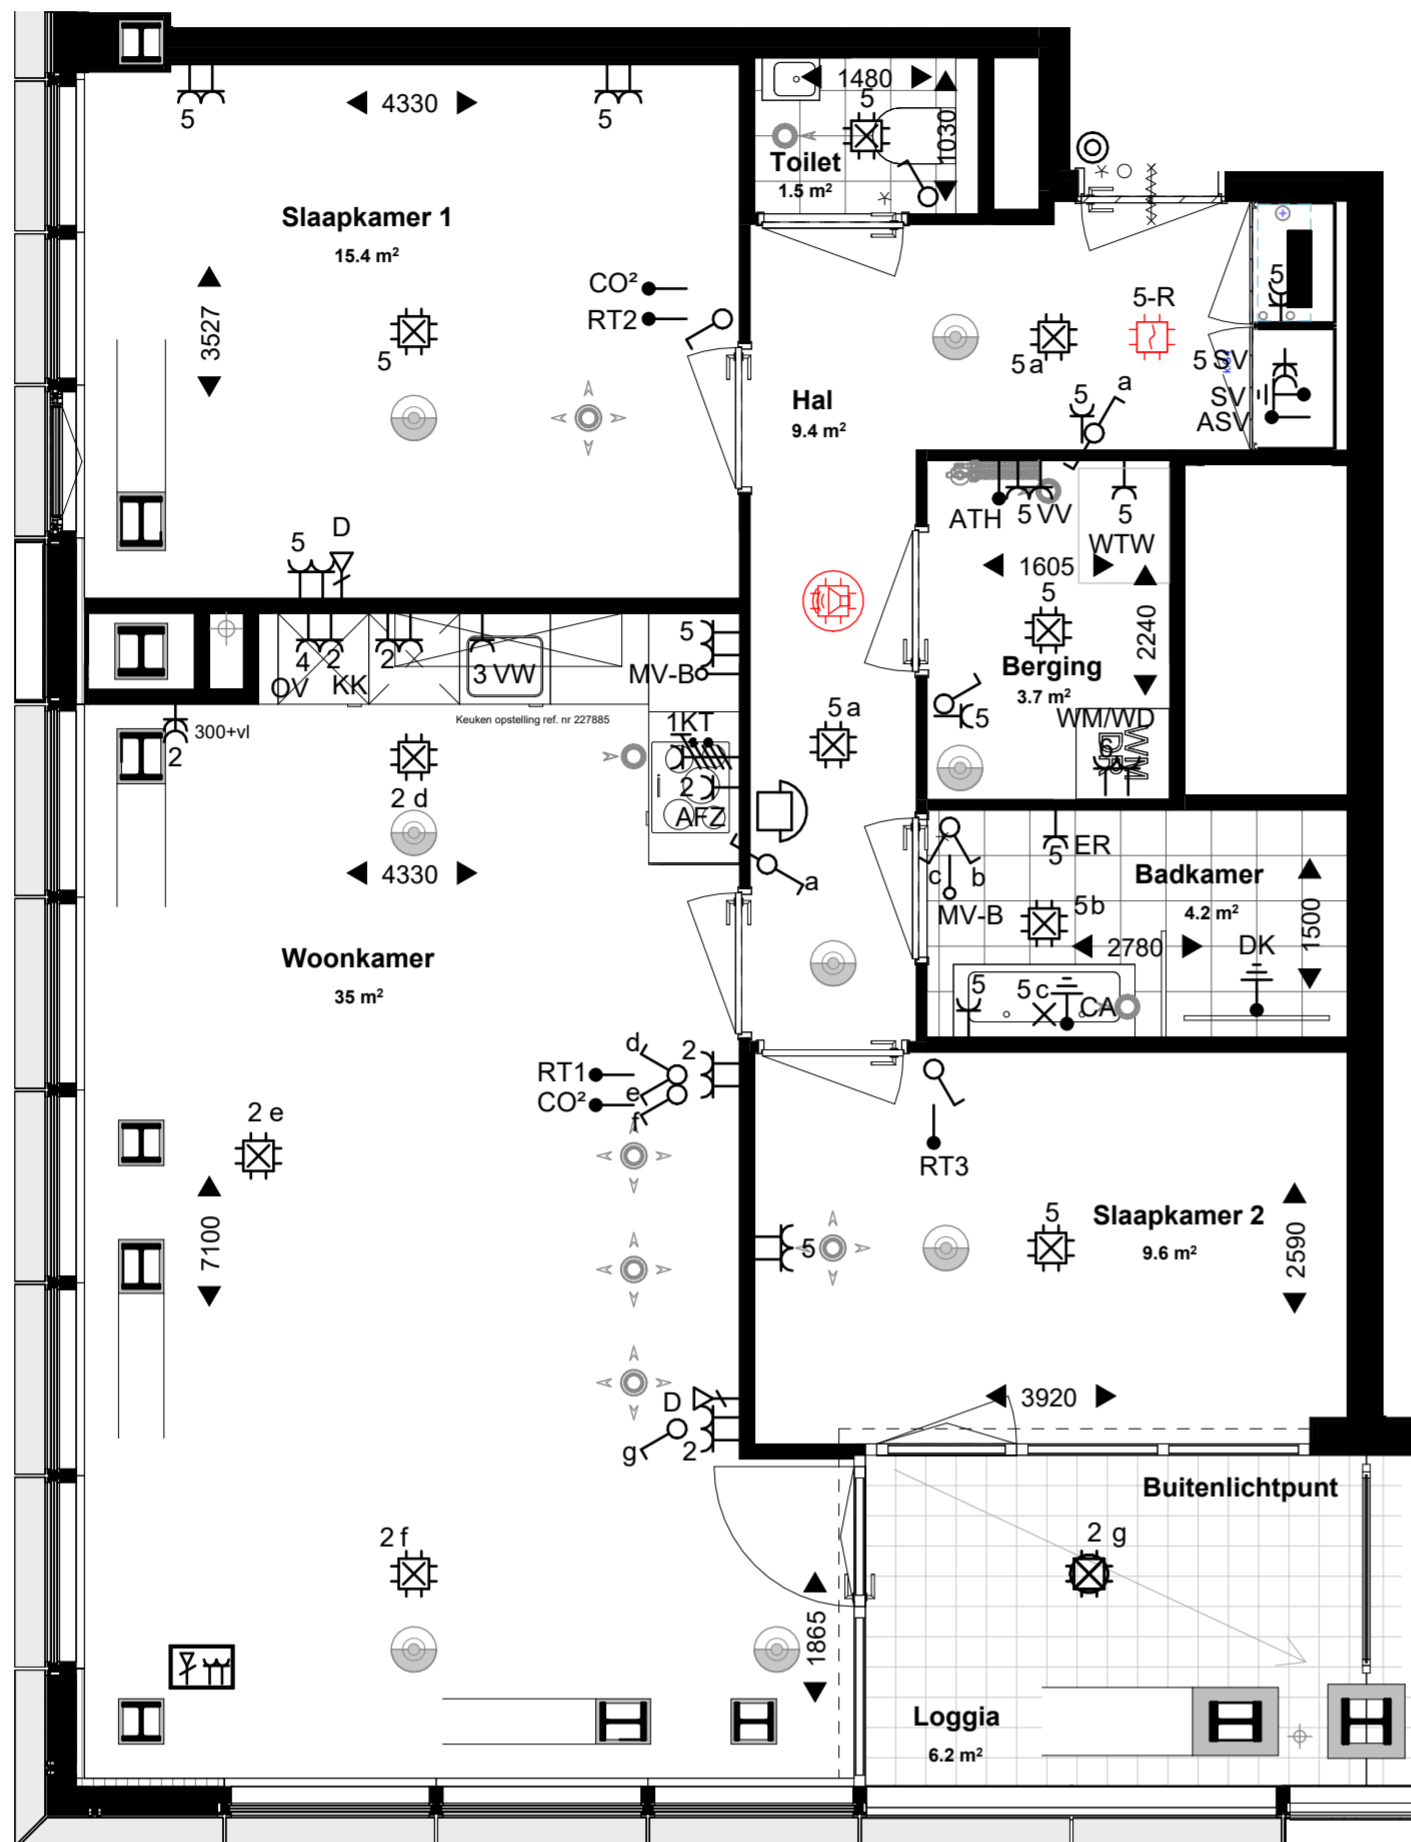 5
4330
5
1480
5
1030
Toilet
1.5 m²
Slaapkamer 1
15.4 m²
CO²
RT2
3527
5
5
5-R
5 a
5 SV
SV
ASV
Hal
9.4 m²
5
a
5
D
ATH
5 VV
5
WTW
1605
5
2240
Berging
3.7 m²
5
WM/WD
6
4
2
2
3 VW
OV
KK
5
MV-B
Keuken opstelling ref. nr 227885
300+vl
2
1KT
2
AFZ
5 a
2 d
4330
a
c
b
MV-B
5
ER
Badkamer
4.2 m²
5 b
2780
1500
DK
5
5 c
CA
Woonkamer
35 m²
d
RT1
e
CO²
f
2
2 e
7100
RT3
5
5
Slaapkamer 2
9.6 m²
2590
3920
D
g
2
Buitenlichtpunt
2 g
2 f
1865
Loggia
6.2 m²